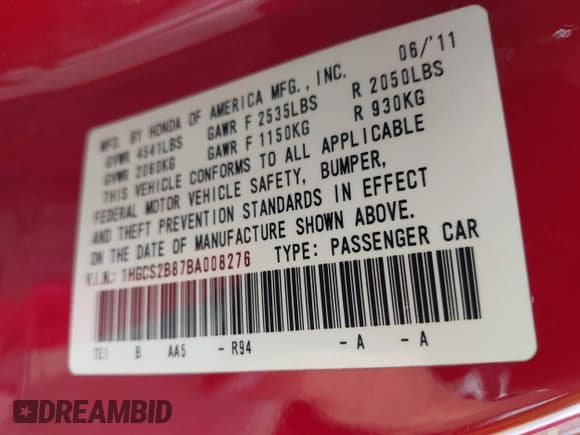 MFD. BY HONDA OF AMERICA MFG., INC. 06/'11
GVWR 4541LBS GAWR F 2535LBS R 2050LBS
GVWR 2060KG GAWR F 1150KG R 930KG
THIS VEHICLE CONFORMS TO ALL APPLICABLE
FEDERAL MOTOR VEHICLE SAFETY, BUMPER,
AND THEFT PREVENTION STANDARDS IN EFFECT
ON THE DATE OF MANUFACTURE SHOWN ABOVE.
V.I.N.: 1HGCS2B87BA008276 TYPE: PASSENGER CAR
TE1 B AA5 - R94 - A - A
DREAMBID